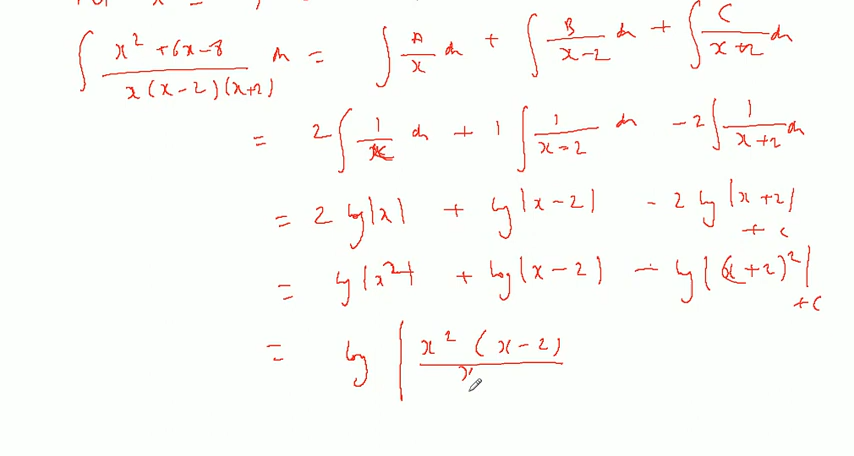 ∫ x² + 6x - 8 / x (x - 2) (x + 2) dx = ∫ A/x dx + ∫ B/x - 2 dx + ∫ C/x + 2 dx
= 2 ∫ 1/x dx + 1 ∫ 1/x - 2 dx - 2 ∫ 1/x + 2 dx
= 2 log |x| + log |x - 2| - 2 log |x + 2| + c
= log |x²| + log |x - 2| - log |(x + 2)²| + c
= log | x² (x - 2) / x